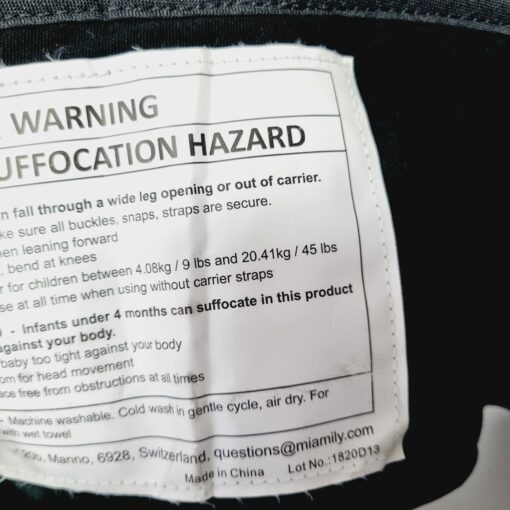 WARNING
UFFOCATION HAZARD
n fall through a wide leg opening or out of carrier.
ke sure all buckles, snaps, straps are secure.
hen leaning forward
, bend at knees
r for children between 4.08kg / 9 lbs and 20.41kg / 45 lbs
se at all time when using without carrier straps
- Infants under 4 months can suffocate in this product
against your body.
baby too tight against your body
om for head movement
ace free from obstructions at all times
- Machine washable. Cold wash in gentle cycle, air dry. For
with wet towel
Manno, 6928, Switzerland, questions@miamily.com
Made in China Lot No.:1820D13